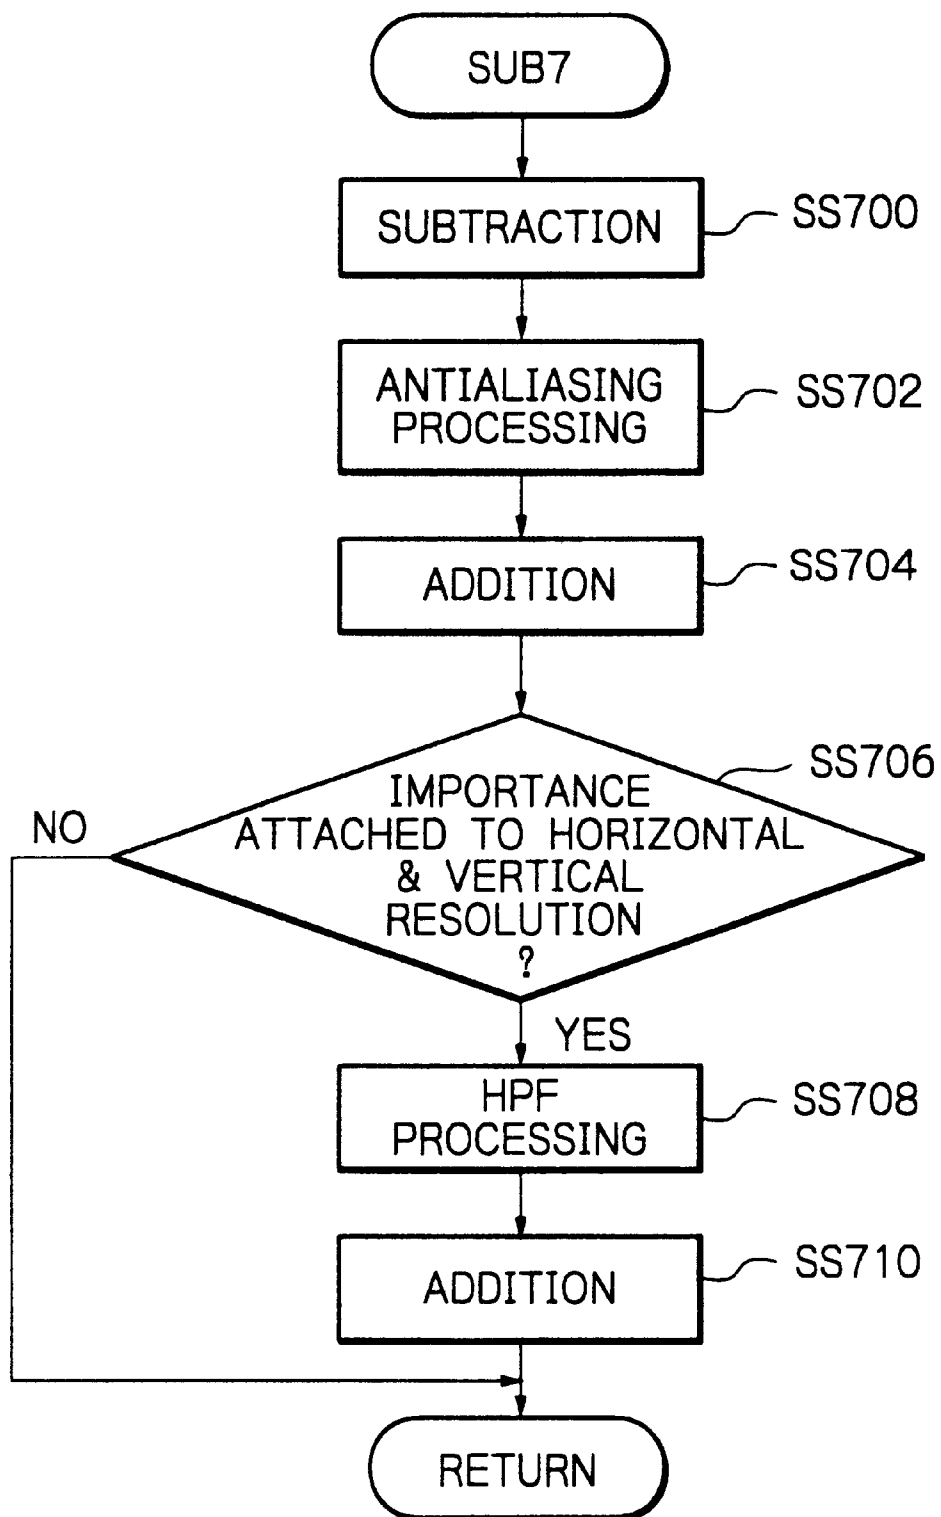 SUB7
SUBTRACTION
SS700
ANTIALIASING
PROCESSING
SS702
ADDITION
SS704
IMPORTANCE
ATTACHED TO HORIZONTAL
& VERTICAL
RESOLUTION
?
SS706
NO
YES
HPF
PROCESSING
SS708
ADDITION
SS710
RETURN